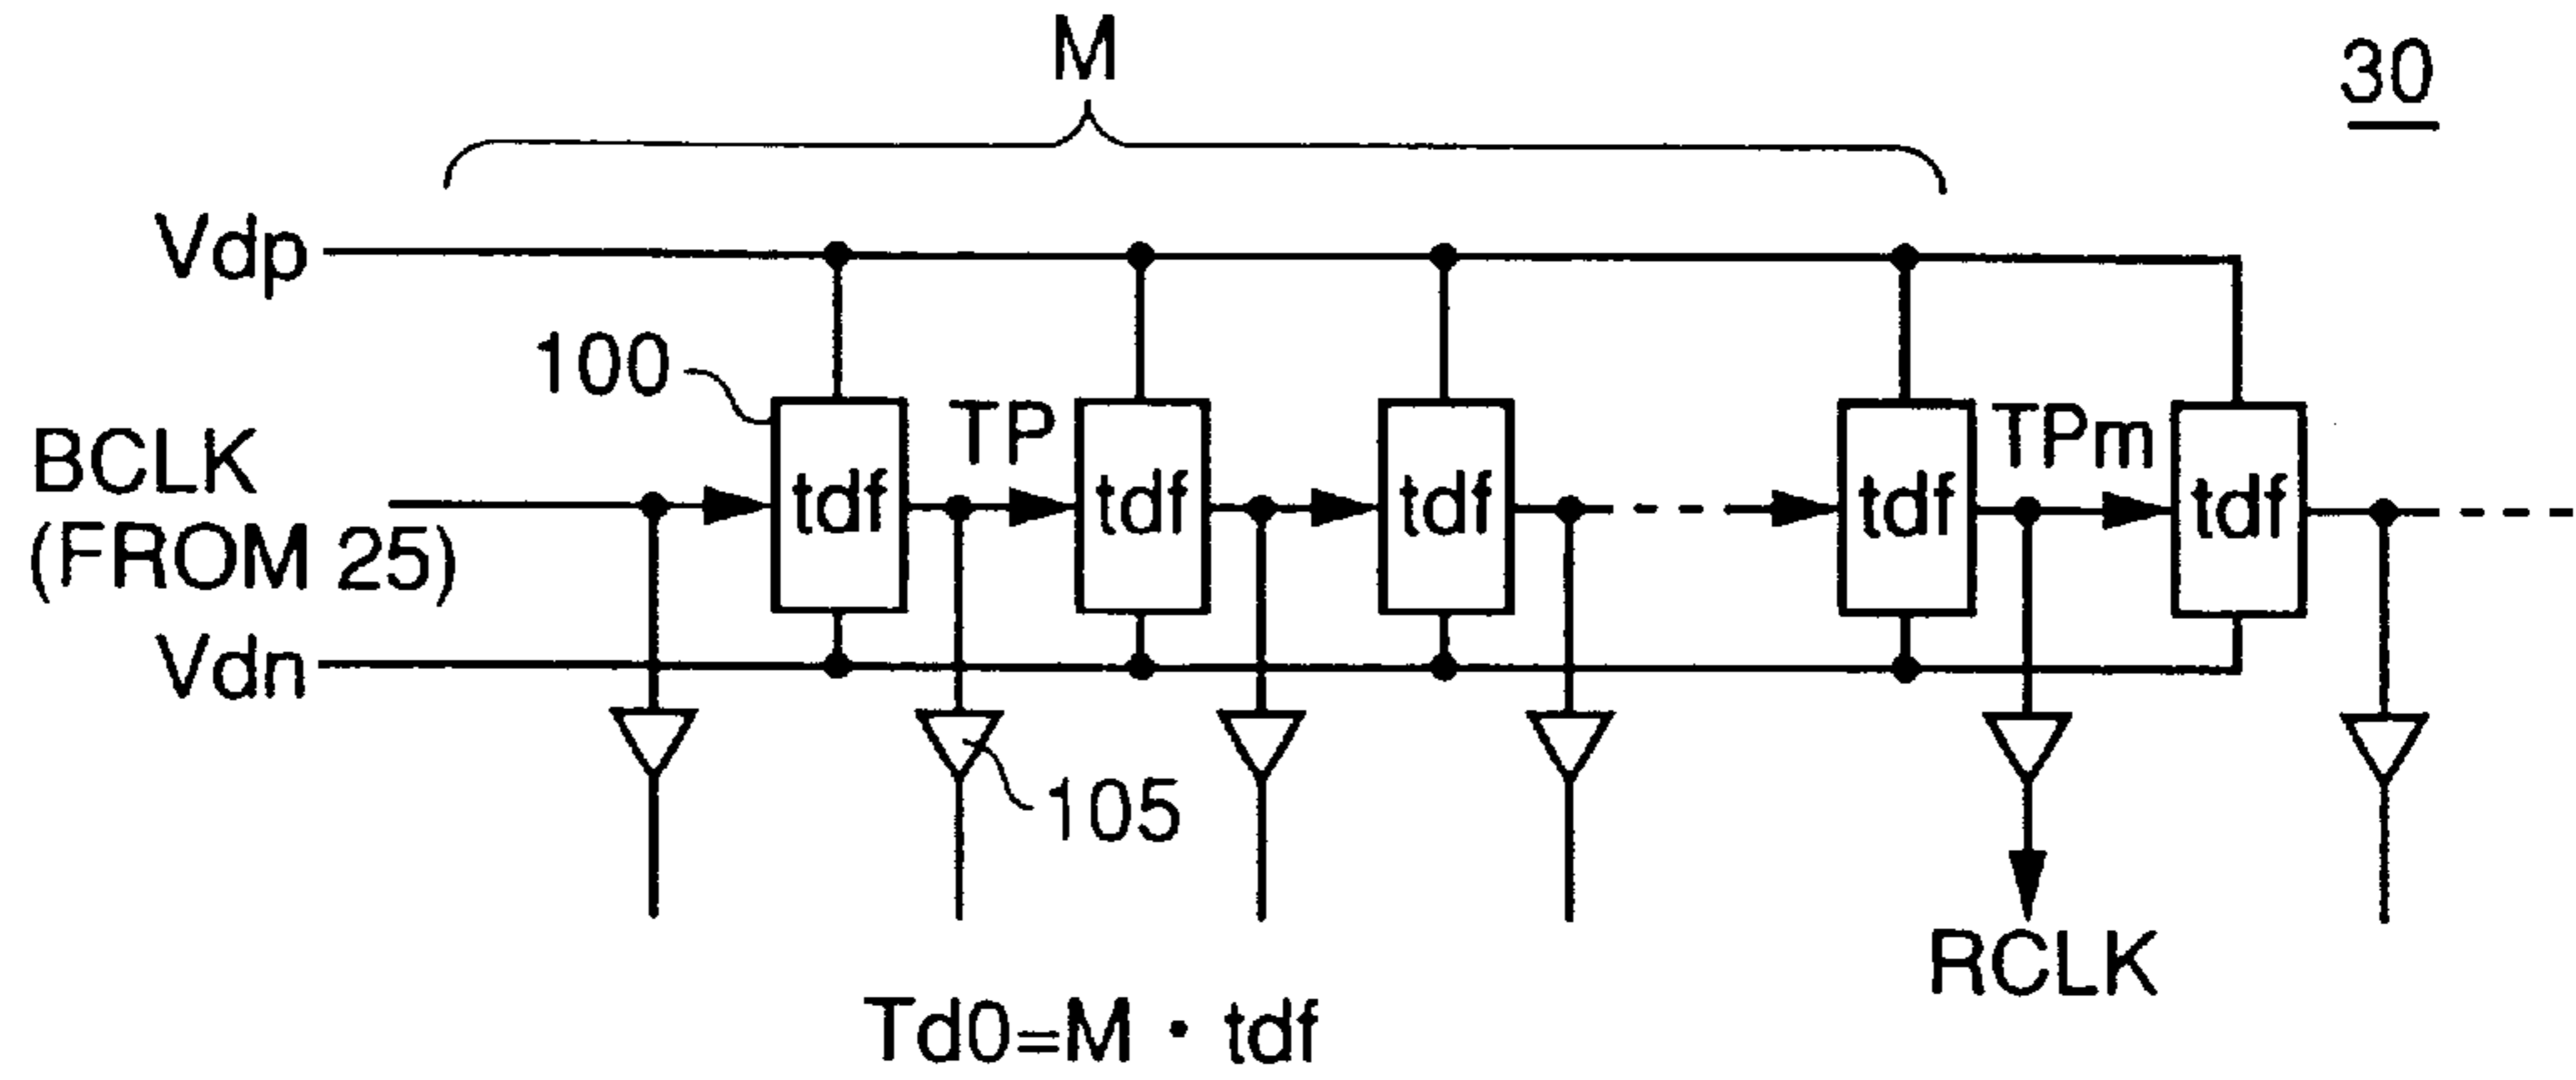 M
30
Vdp
100
TP
TPm
BCLK
(FROM 25)
tdf
tdf
tdf
tdf
tdf
Vdn
105
RCLK
Td0=M · tdf